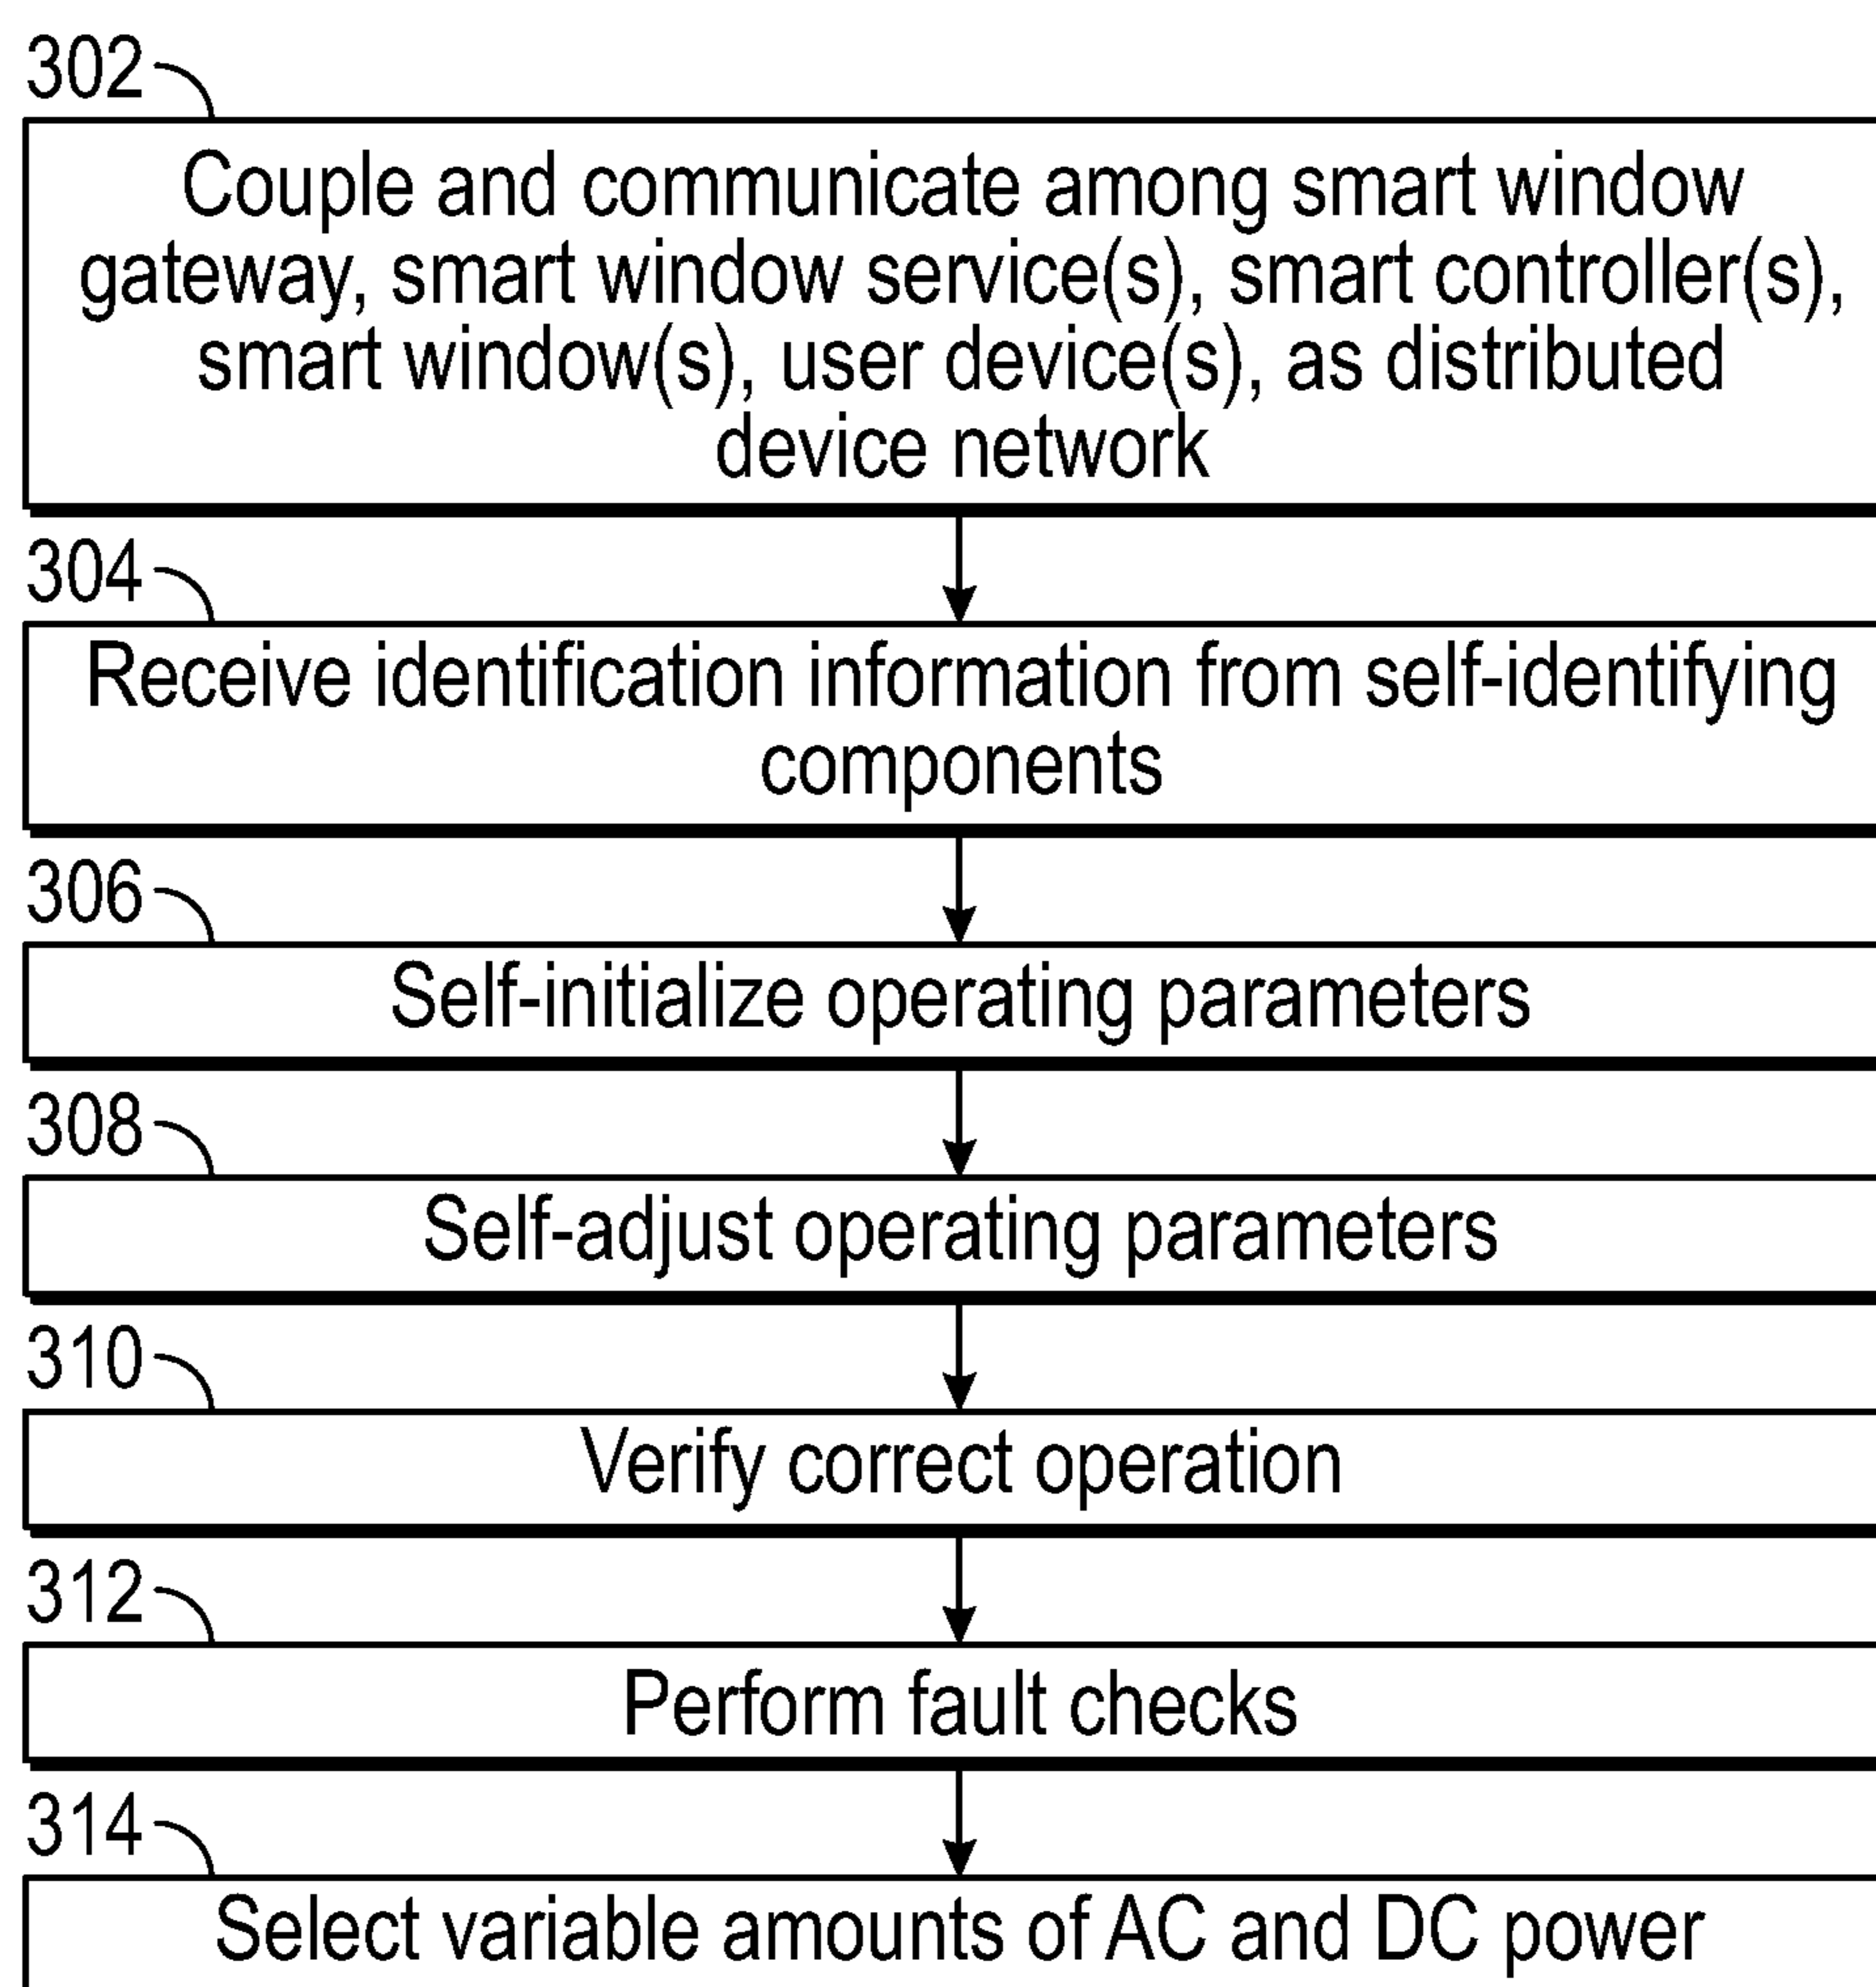 302
Couple and communicate among smart window
gateway, smart window service(s), smart controller(s),
smart window(s), user device(s), as distributed
device network
304
Receive identification information from self-identifying
components
306
Self-initialize operating parameters
308
Self-adjust operating parameters
310
Verify correct operation
312
Perform fault checks
314
Select variable amounts of AC and DC power